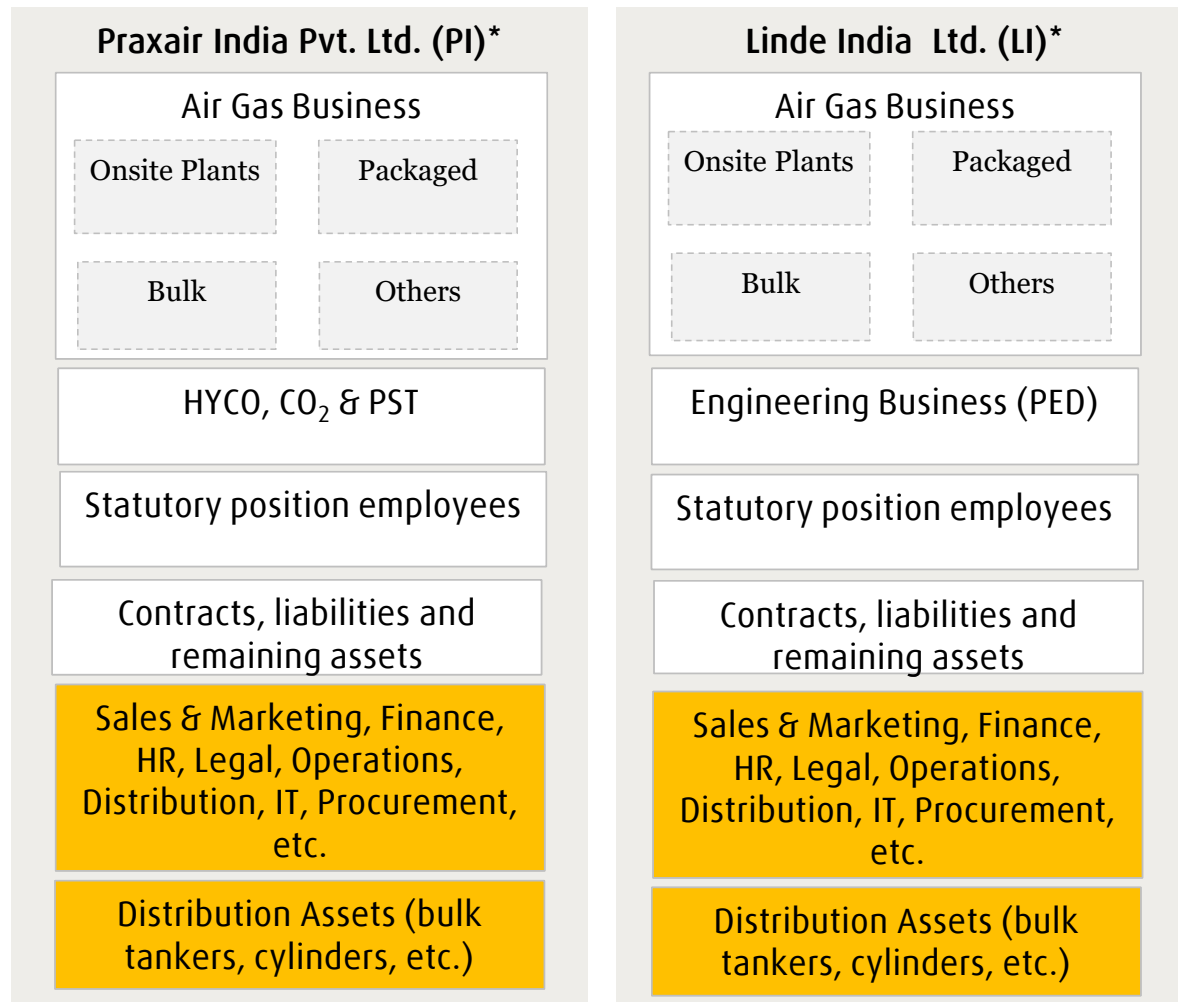 Praxair India Pvt. Ltd. (PI)*
Air Gas Business
Onsite Plants
Packaged
Bulk
Others
HYCO, CO₂ & PST
Statutory position employees
Contracts, liabilities and
remaining assets
Sales & Marketing, Finance,
HR, Legal, Operations,
Distribution, IT, Procurement,
etc.
Distribution Assets (bulk
tankers, cylinders, etc.)
Linde India Ltd. (LI)*
Air Gas Business
Onsite Plants
Packaged
Bulk
Others
Engineering Business (PED)
Statutory position employees
Contracts, liabilities and
remaining assets
Sales & Marketing, Finance,
HR, Legal, Operations,
Distribution, IT, Procurement,
etc.
Distribution Assets (bulk
tankers, cylinders, etc.)